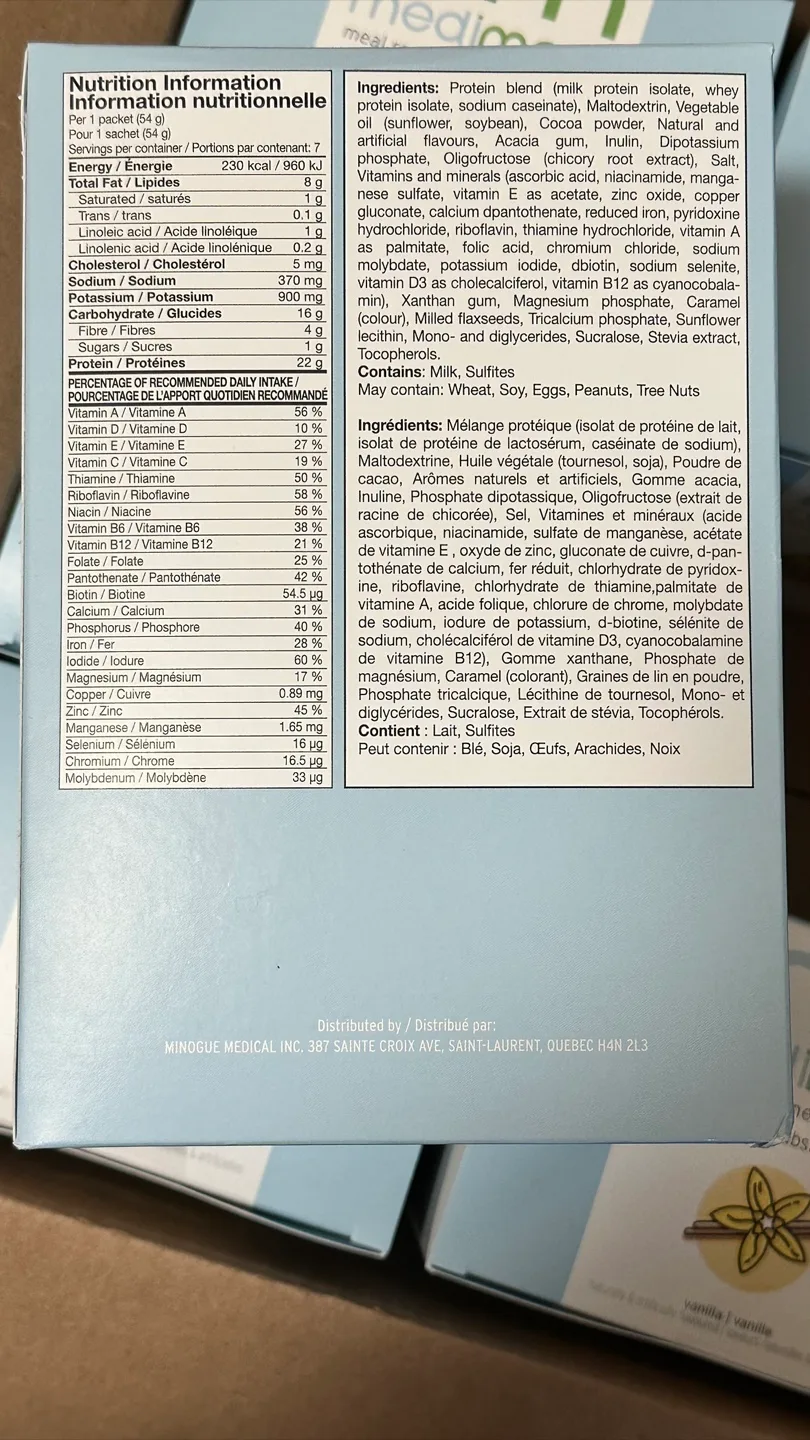 medim
meal r
Nutrition Information
Information nutritionnelle
Per 1 packet (54 g)
Pour 1 sachet (54 g)
Servings per container / Portions par contenant: 7
Energy / Énergie 230 kcal / 960 kJ
Total Fat / Lipides 8 g
Saturated / saturés 1 g
Trans / trans 0.1 g
Linoleic acid / Acide linoléique 1 g
Linolenic acid / Acide linolénique 0.2 g
Cholesterol / Cholestérol 5 mg
Sodium / Sodium 370 mg
Potassium / Potassium 900 mg
Carbohydrate / Glucides 16 g
Fibre / Fibres 4 g
Sugars / Sucres 1 g
Protein / Protéines 22 g
PERCENTAGE OF RECOMMENDED DAILY INTAKE /
POURCENTAGE DE L'APPORT QUOTIDIEN RECOMMANDÉ
Vitamin A / Vitamine A 56 %
Vitamin D / Vitamine D 10 %
Vitamin E / Vitamine E 27 %
Vitamin C / Vitamine C 19 %
Thiamine / Thiamine 50 %
Riboflavin / Riboflavine 58 %
Niacin / Niacine 56 %
Vitamin B6 / Vitamine B6 38 %
Vitamin B12 / Vitamine B12 21 %
Folate / Folate 25 %
Pantothenate / Pantothénate 42 %
Biotin / Biotine 54.5 µg
Calcium / Calcium 31 %
Phosphorus / Phosphore 40 %
Iron / Fer 28 %
Iodide / Iodure 60 %
Magnesium / Magnésium 17 %
Copper / Cuivre 0.89 mg
Zinc / Zinc 45 %
Manganese / Manganèse 1.65 mg
Selenium / Sélénium 16 µg
Chromium / Chrome 16.5 µg
Molybdenum / Molybdène 33 µg
Ingredients: Protein blend (milk protein isolate, whey
protein isolate, sodium caseinate), Maltodextrin, Vegetable
oil (sunflower, soybean), Cocoa powder, Natural and
artificial flavours, Acacia gum, Inulin, Dipotassium
phosphate, Oligofructose (chicory root extract), Salt,
Vitamins and minerals (ascorbic acid, niacinamide, manga-
nese sulfate, vitamin E as acetate, zinc oxide, copper
gluconate, calcium dpantothenate, reduced iron, pyridoxine
hydrochloride, riboflavin, thiamine hydrochloride, vitamin A
as palmitate, folic acid, chromium chloride, sodium
molybdate, potassium iodide, dbiotin, sodium selenite,
vitamin D3 as cholecalciferol, vitamin B12 as cyanocobala-
min), Xanthan gum, Magnesium phosphate, Caramel
(colour), Milled flaxseeds, Tricalcium phosphate, Sunflower
lecithin, Mono- and diglycerides, Sucralose, Stevia extract,
Tocopherols.
Contains: Milk, Sulfites
May contain: Wheat, Soy, Eggs, Peanuts, Tree Nuts
Ingrédients: Mélange protéique (isolat de protéine de lait,
isolat de protéine de lactosérum, caséinate de sodium),
Maltodextrine, Huile végétale (tournesol, soja), Poudre de
cacao, Arômes naturels et artificiels, Gomme acacia,
Inuline, Phosphate dipotassique, Oligofructose (extrait de
racine de chicorée), Sel, Vitamines et minéraux (acide
ascorbique, niacinamide, sulfate de manganèse, acétate
de vitamine E , oxyde de zinc, gluconate de cuivre, d-pan-
tothénate de calcium, fer réduit, chlorhydrate de pyridox-
ine, riboflavine, chlorhydrate de thiamine,palmitate de
vitamine A, acide folique, chlorure de chrome, molybdate
de sodium, iodure de potassium, d-biotine, sélénite de
sodium, cholécalciférol de vitamine D3, cyanocobalamine
de vitamine B12), Gomme xanthane, Phosphate de
magnésium, Caramel (colorant), Graines de lin en poudre,
Phosphate tricalcique, Lécithine de tournesol, Mono- et
diglycérides, Sucralose, Extrait de stévia, Tocophérols.
Contient : Lait, Sulfites
Peut contenir : Blé, Soja, Œufs, Arachides, Noix
Distributed by / Distribué par:
MINOGUE MEDICAL INC. 387 SAINTE CROIX AVE, SAINT-LAURENT, QUEBEC H4N 2L3
vanilla / vanille